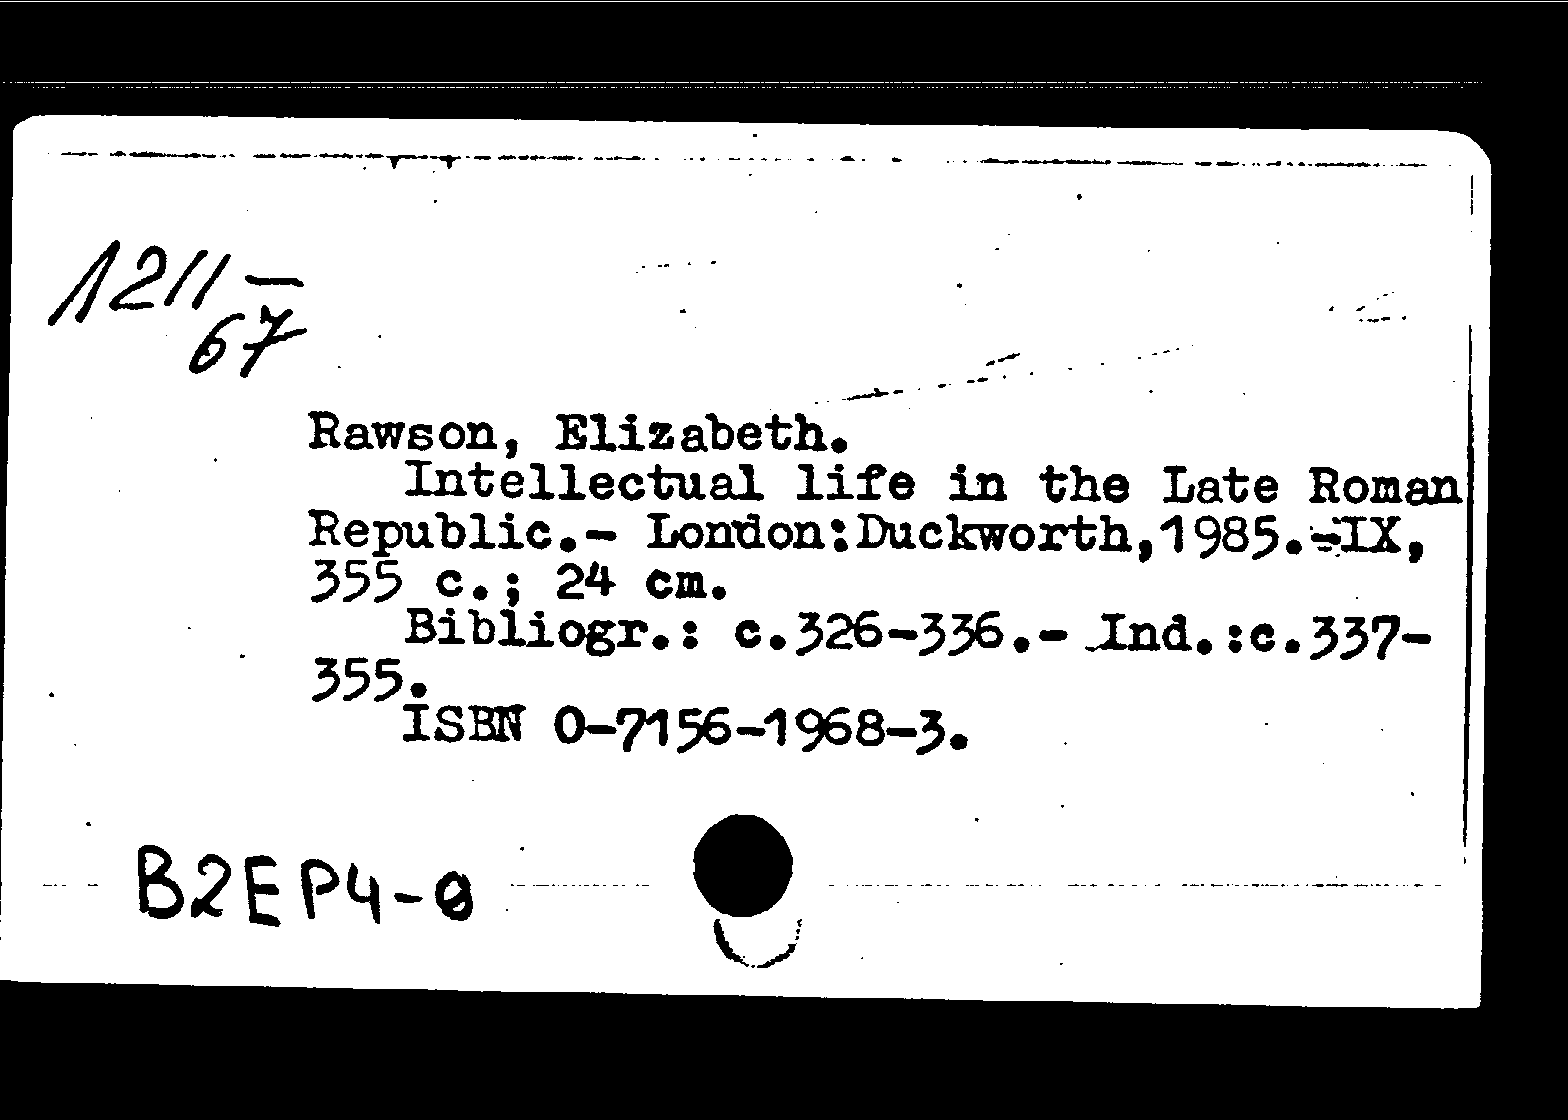 1211-
67
Rawson, Elizabeth.
Intellectual life in the Late Roman
Republic.- London:Duckworth,1985.-IX,
355 c.; 24 cm.
Bibliogr.: c.326-336.- Ind.:c.337-
355.
ISBN 0-7156-1968-3.
B2EP4-0